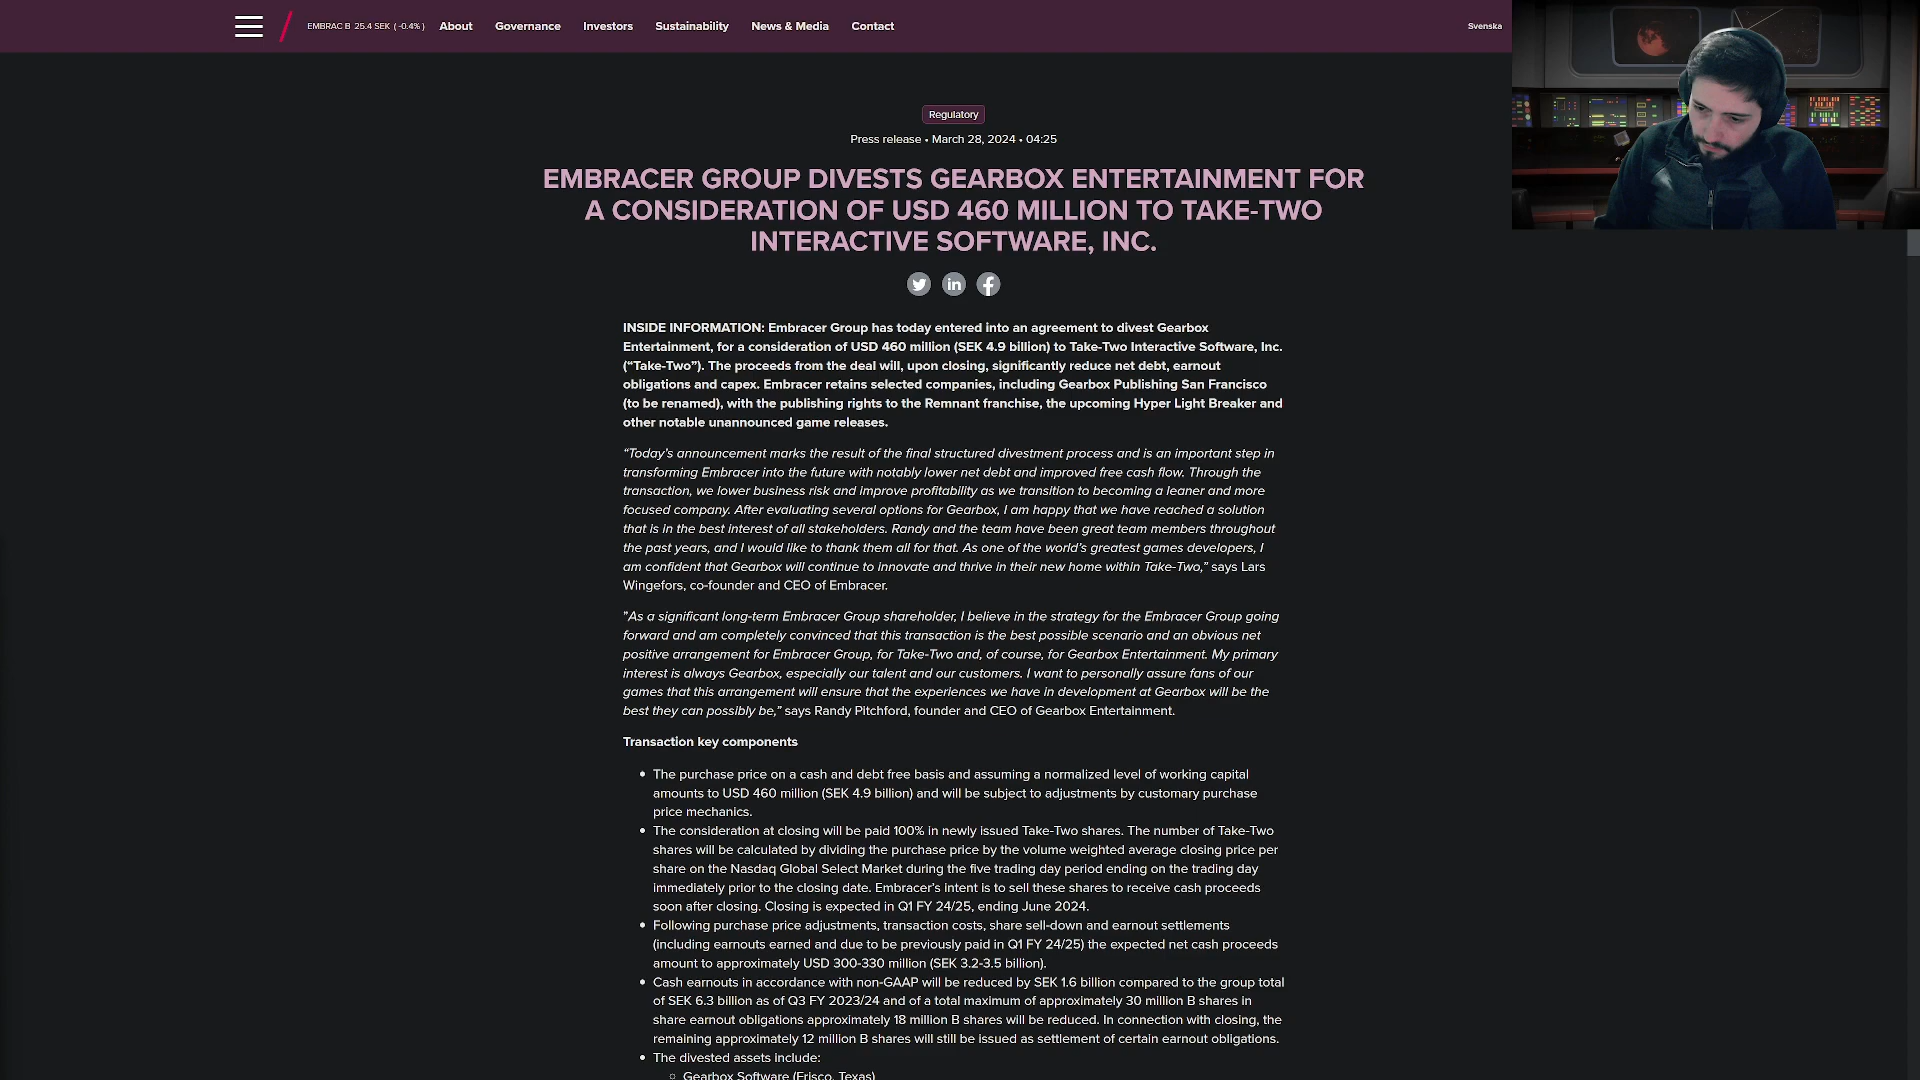 EMBRAC B 25.4 SEK ( -0.4% ) About Governance Investors Sustainability News & Media Contact Svenska
Regulatory
Press release • March 28, 2024 • 04:25
EMBRACER GROUP DIVESTS GEARBOX ENTERTAINMENT FOR
A CONSIDERATION OF USD 460 MILLION TO TAKE-TWO
INTERACTIVE SOFTWARE, INC.
INSIDE INFORMATION: Embracer Group has today entered into an agreement to divest Gearbox
Entertainment, for a consideration of USD 460 million (SEK 4.9 billion) to Take-Two Interactive Software, Inc.
(“Take-Two”). The proceeds from the deal will, upon closing, significantly reduce net debt, earnout
obligations and capex. Embracer retains selected companies, including Gearbox Publishing San Francisco
(to be renamed), with the publishing rights to the Remnant franchise, the upcoming Hyper Light Breaker and
other notable unannounced game releases.
“Today’s announcement marks the result of the final structured divestment process and is an important step in
transforming Embracer into the future with notably lower net debt and improved free cash flow. Through the
transaction, we lower business risk and improve profitability as we transition to becoming a leaner and more
focused company. After evaluating several options for Gearbox, I am happy that we have reached a solution
that is in the best interest of all stakeholders. Randy and the team have been great team members throughout
the past years, and I would like to thank them all for that. As one of the world’s greatest games developers, I
am confident that Gearbox will continue to innovate and thrive in their new home within Take-Two,” says Lars
Wingefors, co-founder and CEO of Embracer.
”As a significant long-term Embracer Group shareholder, I believe in the strategy for the Embracer Group going
forward and am completely convinced that this transaction is the best possible scenario and an obvious net
positive arrangement for Embracer Group, for Take-Two and, of course, for Gearbox Entertainment. My primary
interest is always Gearbox, especially our talent and our customers. I want to personally assure fans of our
games that this arrangement will ensure that the experiences we have in development at Gearbox will be the
best they can possibly be,” says Randy Pitchford, founder and CEO of Gearbox Entertainment.
Transaction key components
• The purchase price on a cash and debt free basis and assuming a normalized level of working capital
amounts to USD 460 million (SEK 4.9 billion) and will be subject to adjustments by customary purchase
price mechanics.
• The consideration at closing will be paid 100% in newly issued Take-Two shares. The number of Take-Two
shares will be calculated by dividing the purchase price by the volume weighted average closing price per
share on the Nasdaq Global Select Market during the five trading day period ending on the trading day
immediately prior to the closing date. Embracer’s intent is to sell these shares to receive cash proceeds
soon after closing. Closing is expected in Q1 FY 24/25, ending June 2024.
• Following purchase price adjustments, transaction costs, share sell-down and earnout settlements
(including earnouts earned and due to be previously paid in Q1 FY 24/25) the expected net cash proceeds
amount to approximately USD 300-330 million (SEK 3.2-3.5 billion).
• Cash earnouts in accordance with non-GAAP will be reduced by SEK 1.6 billion compared to the group total
of SEK 6.3 billion as of Q3 FY 2023/24 and of a total maximum of approximately 30 million B shares in
share earnout obligations approximately 18 million B shares will be reduced. In connection with closing, the
remaining approximately 12 million B shares will still be issued as settlement of certain earnout obligations.
• The divested assets include:
○ Gearbox Software (Frisco, Texas)